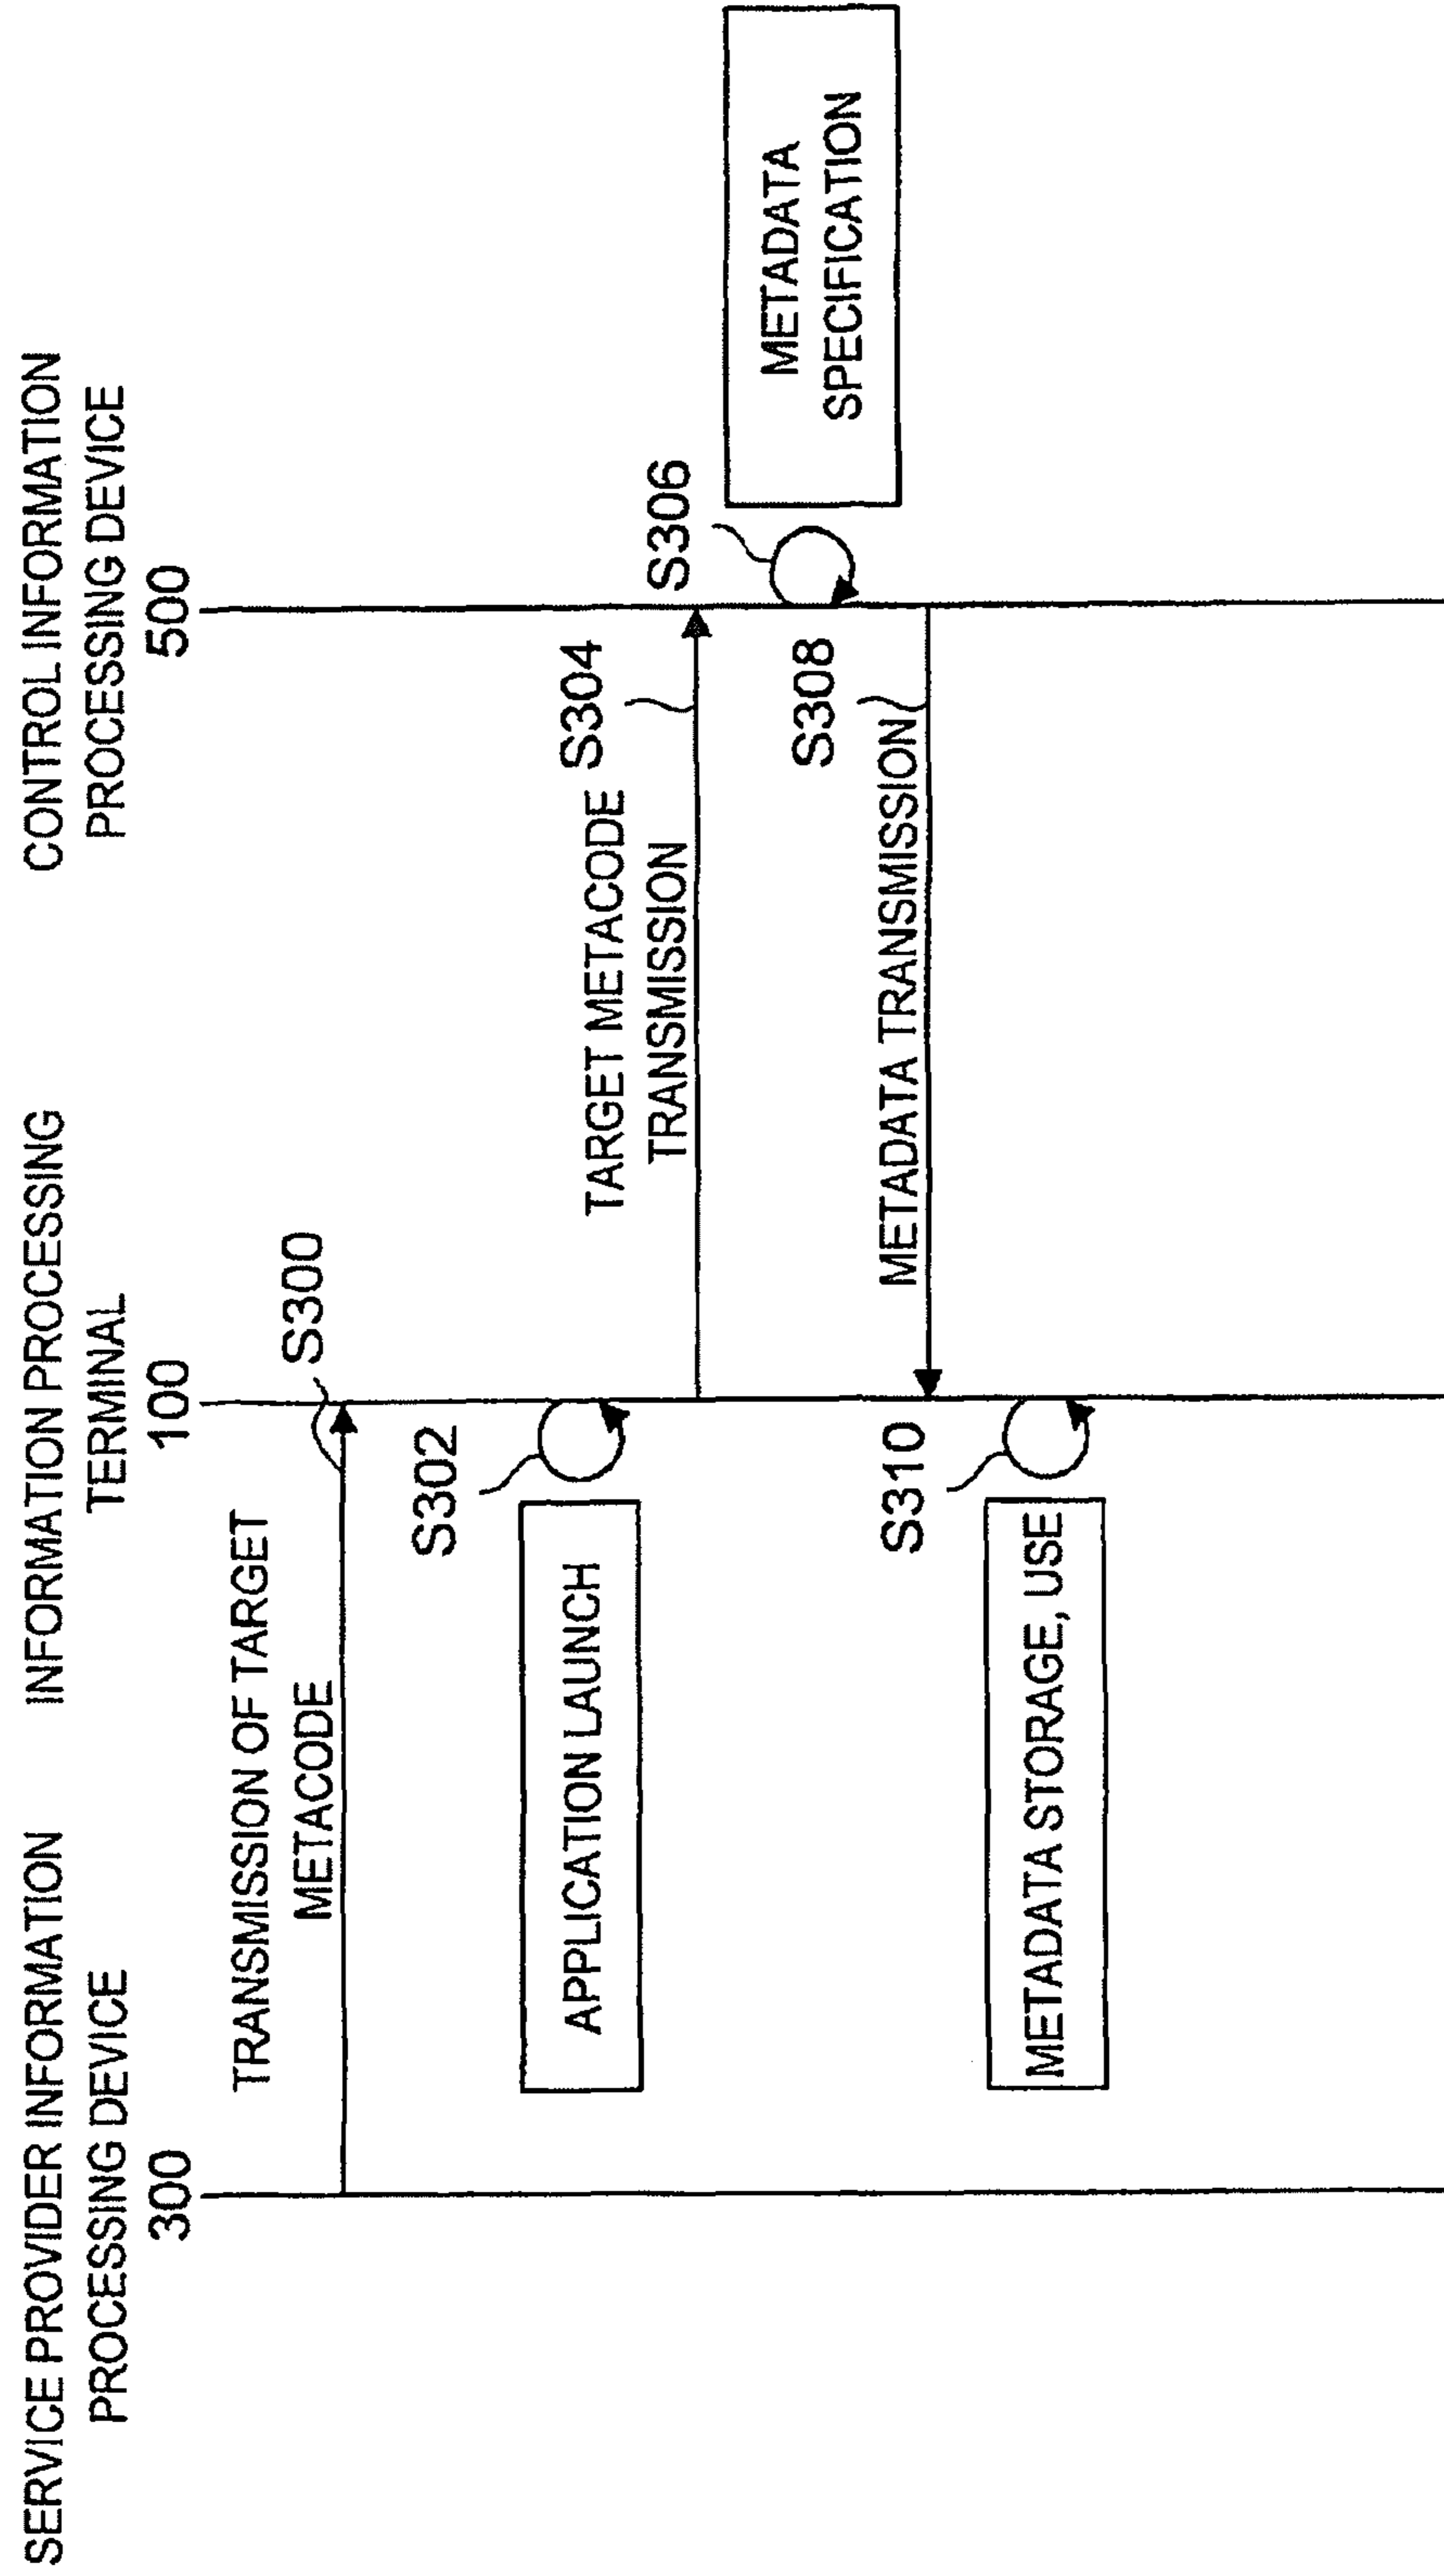 SERVICE PROVIDER INFORMATION
PROCESSING DEVICE
300
INFORMATION PROCESSING
TERMINAL
100
CONTROL INFORMATION
PROCESSING DEVICE
500
TRANSMISSION OF TARGET
METACODE
S300
S302
APPLICATION LAUNCH
TARGET METACODE
TRANSMISSION
S304
S306
METADATA
SPECIFICATION
S308
METADATA TRANSMISSION
S310
METADATA STORAGE, USE